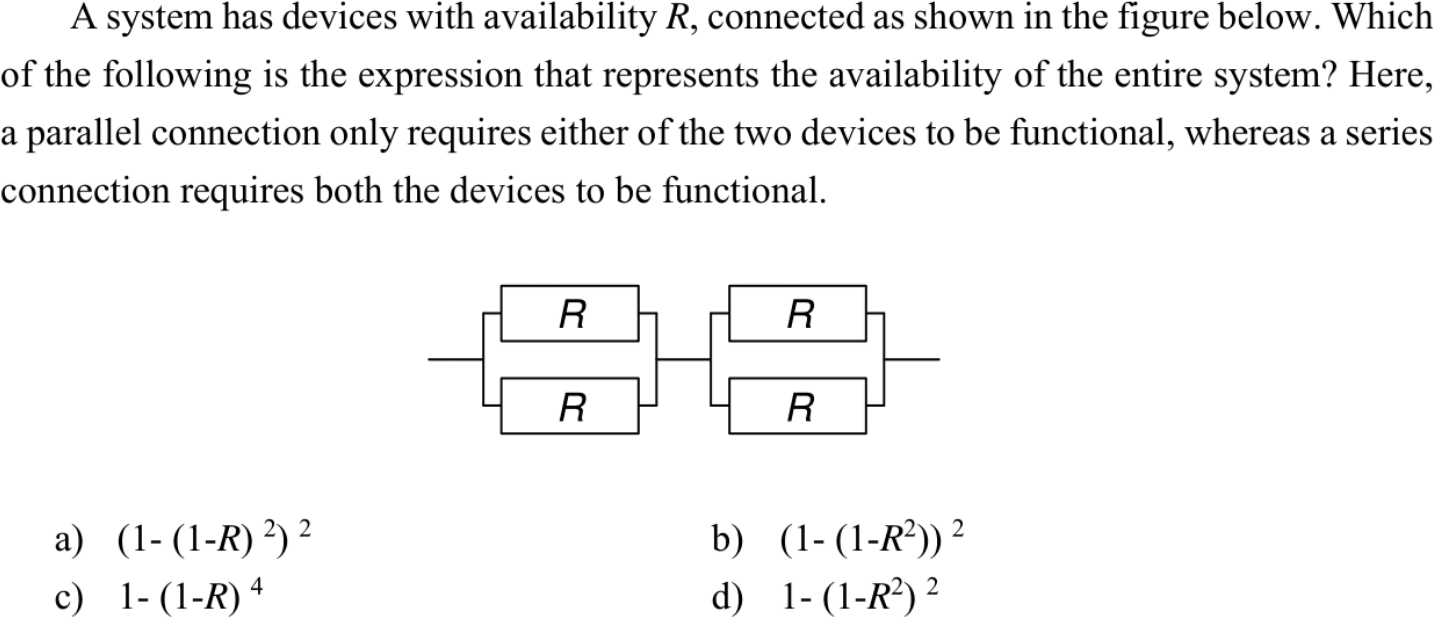 A system has devices with availability R, connected as shown in the figure below. Which
of the following is the expression that represents the availability of the entire system? Here,
a parallel connection only requires either of the two devices to be functional, whereas a series
connection requires both the devices to be functional.
R R
R R
a) (1- (1-R) ²) ² b) (1- (1-R²)) ²
c) 1- (1-R) ⁴ d) 1- (1-R²) ²